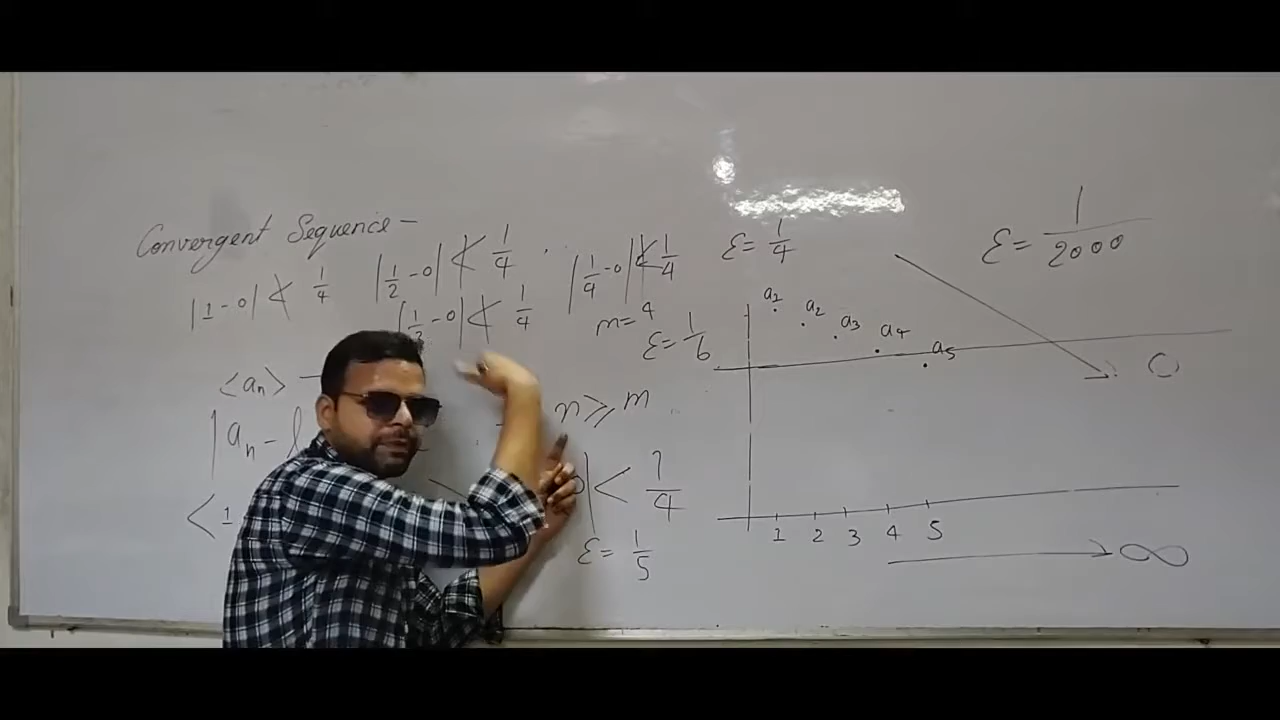 Convergent Sequence –
|1-0| ≮ 1/4
|1/2 -0| ≮ 1/4
|1/4 -0| ≮ 1/4
ε= 1/4
ε= 1/2000
-0| ≮ 1/4
m= 4
ε= 1/6
a1
a2
a3
a4
a5
0
<an> –
n ≥ m
|an - l
0| < 1/4
< 1
ε= 1/5
1 2 3 4 5
∞